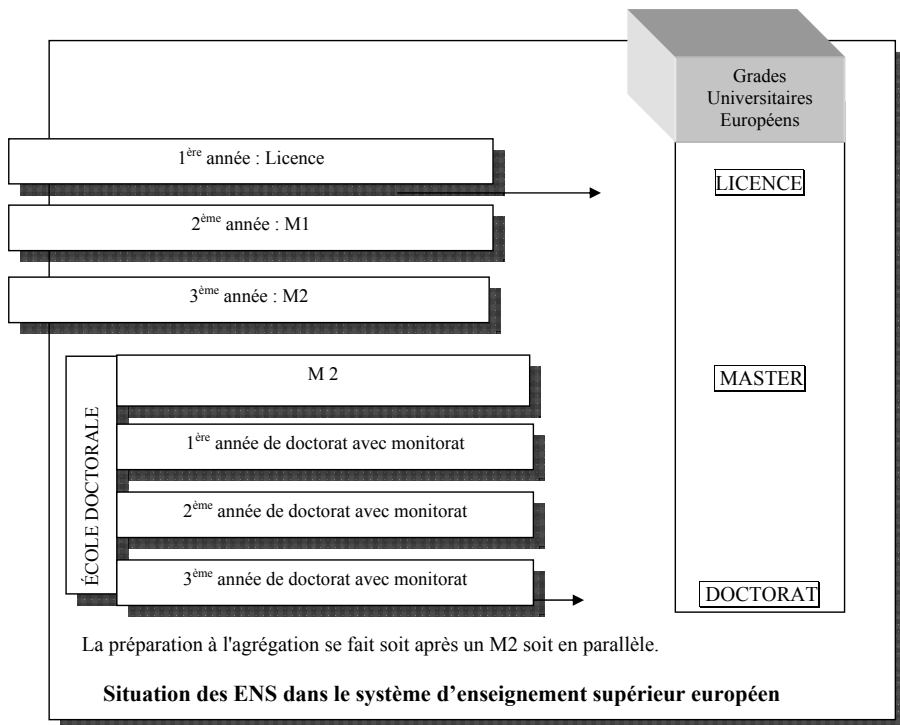 Grades
Universitaires
Européens
1ère année : Licence
LICENCE
2ème année : M1
3ème année : M2
M 2
MASTER
ÉCOLE DOCTORALE
1ère année de doctorat avec monitorat
2ème année de doctorat avec monitorat
3ème année de doctorat avec monitorat
DOCTORAT
La préparation à l'agrégation se fait soit après un M2 soit en parallèle.
Situation des ENS dans le système d’enseignement supérieur européen